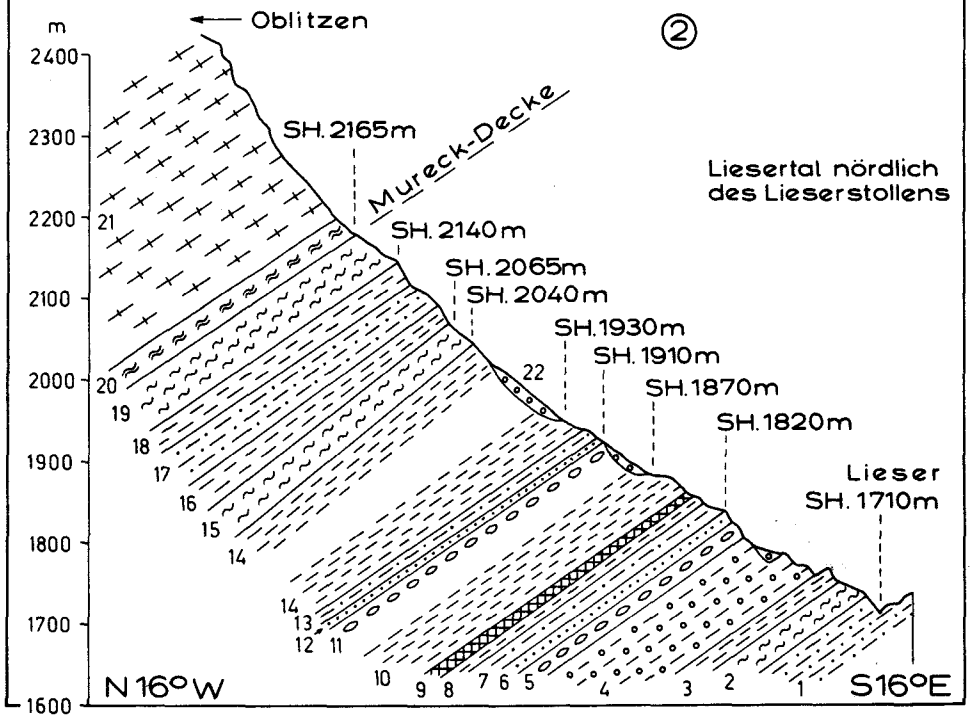 m
← Oblitzen
②
2400
2300
2200
2100
2000
1900
1800
1700
1600
SH. 2165m
Mureck-Decke
Liesertal nördlich
des Lieserstollens
SH. 2140m
SH. 2065m
SH. 2040m
SH. 1930m
SH. 1910m
SH. 1870m
SH. 1820m
Lieser
SH. 1710m
21
22
20
19
18
17
16
15
14
14
13
12
11
10
9
8
7
6
5
4
3
2
1
N 16° W
S 16° E